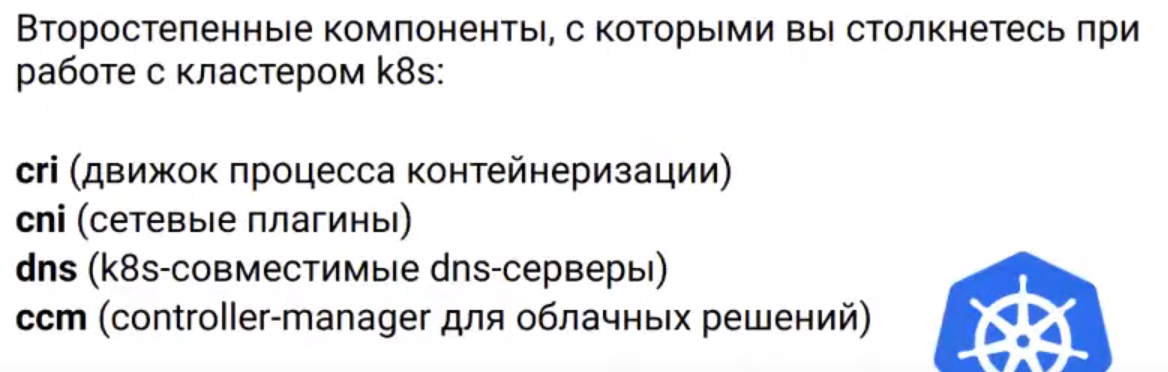 Второстепенные компоненты, с которыми вы столкнетесь при
работе с кластером k8s:
cri (движок процесса контейнеризации)
cni (сетевые плагины)
dns (k8s-совместимые dns-серверы)
ccm (controller-manager для облачных решений)